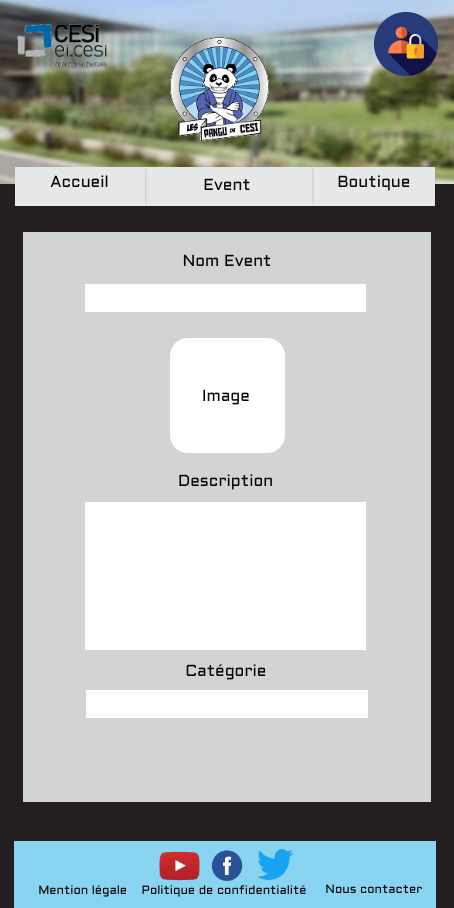 CESI
ei.cesi
ÉCOLE D'INGÉNIEURS
LES PANGU DU CESI
Accueil
Event
Boutique
Nom Event
Image
Description
Catégorie
Mention légale
Politique de confidentialité
Nous contacter